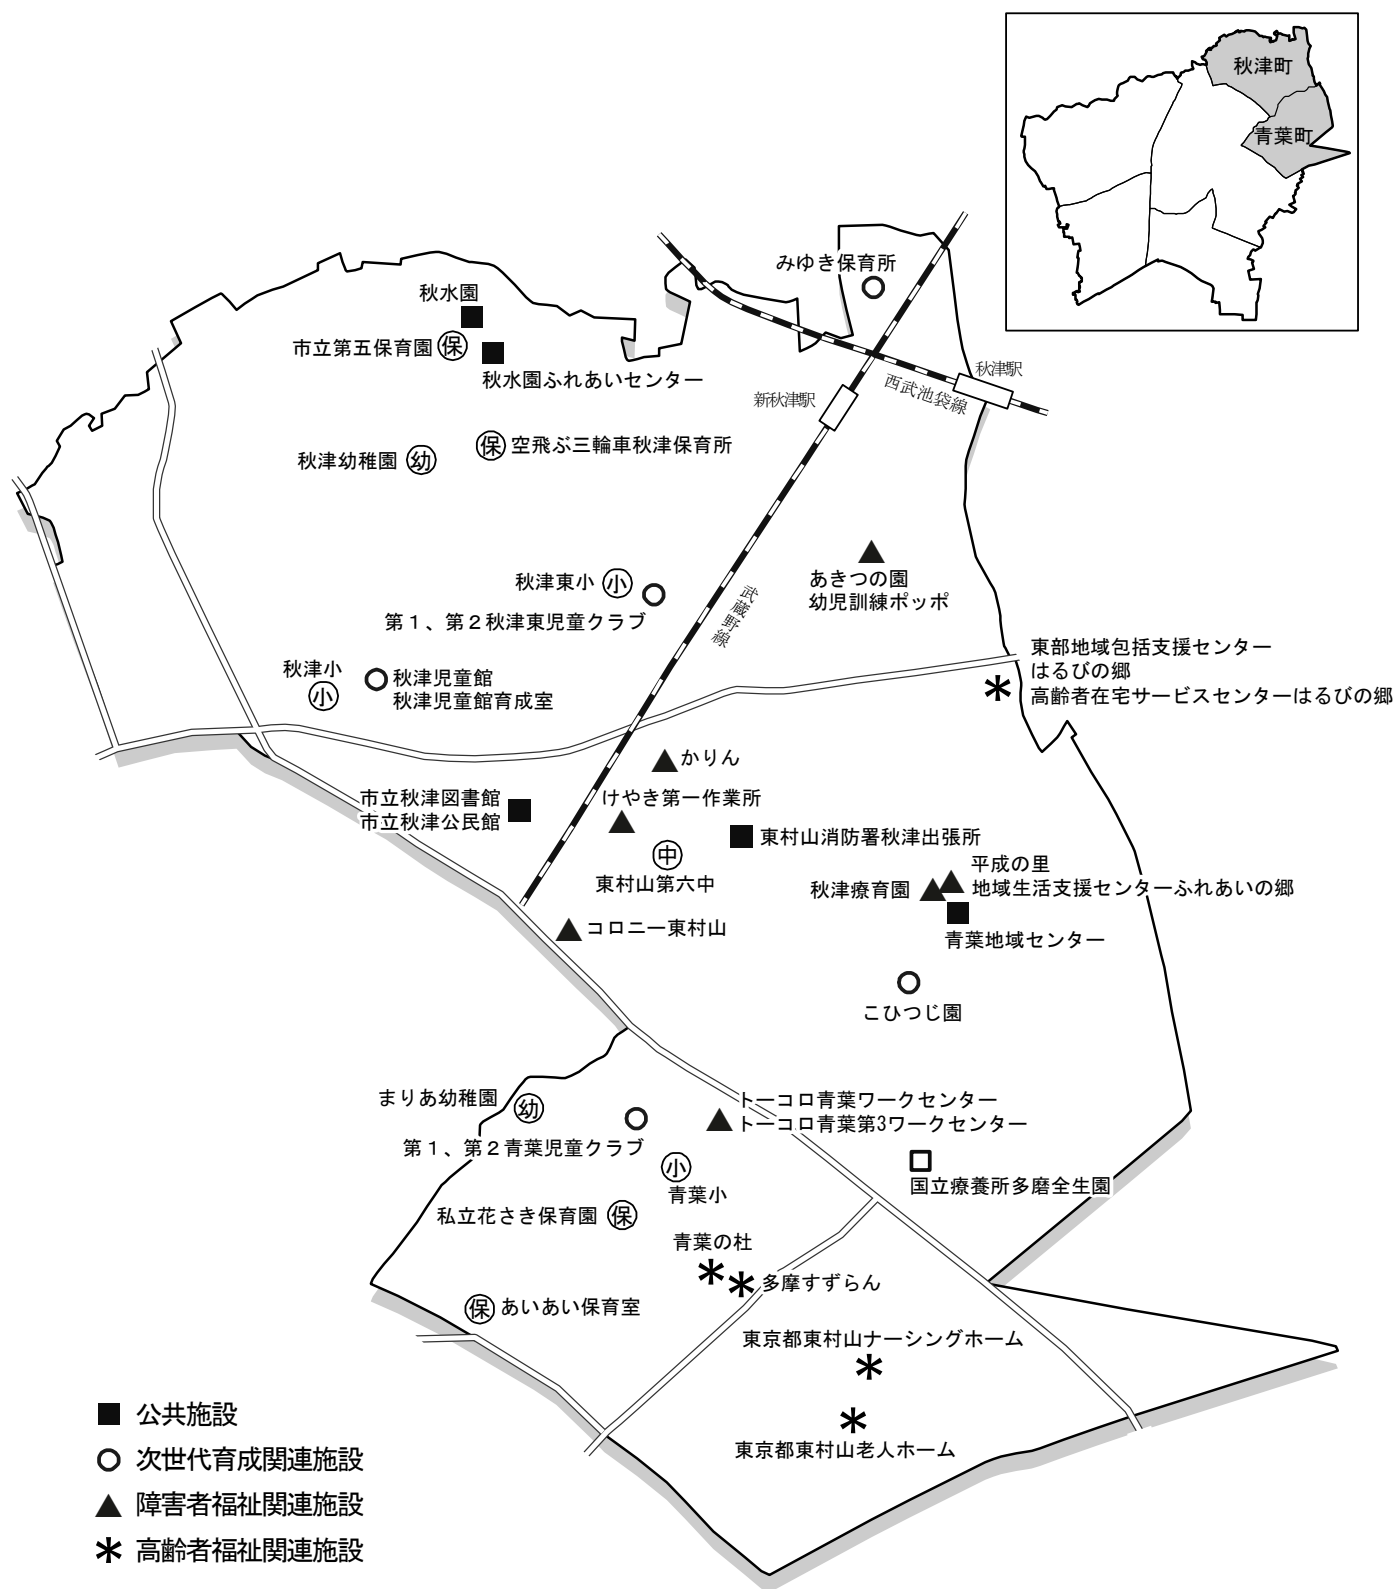 秋津町
青葉町
みゆき保育所
秋水園
市立第五保育園 保
秋水園ふれあいセンター
秋津駅
西武池袋線
新秋津駅
秋津幼稚園 幼
保 空飛ぶ三輪車秋津保育所
秋津東小 小
第１、第２秋津東児童クラブ
あきつの園
幼児訓練ポッポ
武蔵野線
秋津小
小
秋津児童館
秋津児童館育成室
東部地域包括支援センター
はるびの郷
高齢者在宅サービスセンターはるびの郷
かりん
けやき第一作業所
市立秋津図書館
市立秋津公民館
東村山消防署秋津出張所
中
東村山第六中
平成の里
地域生活支援センターふれあいの郷
秋津療育園
青葉地域センター
コロニー東村山
こひつじ園
まりあ幼稚園 幼
トーコロ青葉ワークセンター
トーコロ青葉第3ワークセンター
第１、第２青葉児童クラブ
小
青葉小
国立療養所多磨全生園
私立花さき保育園 保
青葉の杜
多摩すずらん
保 あいあい保育室
東京都東村山ナーシングホーム
東京都東村山老人ホーム
公共施設
次世代育成関連施設
障害者福祉関連施設
高齢者福祉関連施設